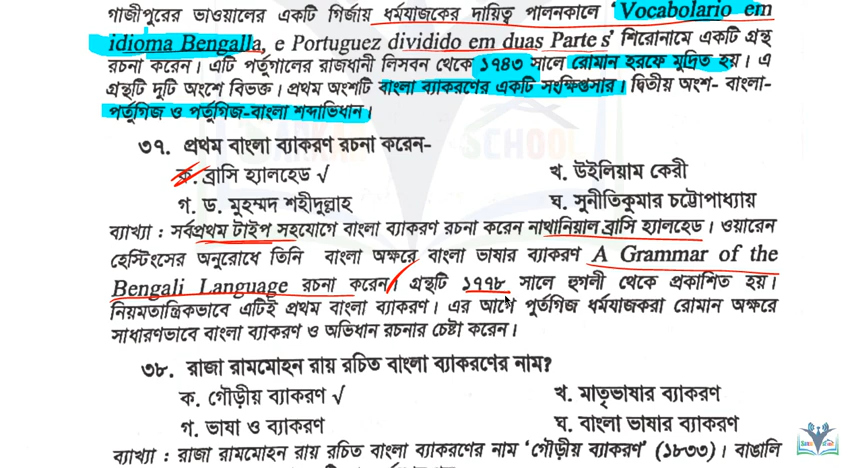 গাজীপুরের ভাওয়ালের একটি গির্জায় ধর্মযাজকের দায়িত্ব পালনকালে 'Vocabolario em
idioma Bengalla, e Portuguez dividido em duas Parte s' শিরোনামে একটি গ্রন্থ
রচনা করেন। এটি পর্তুগালের রাজধানী লিসবন থেকে ১৭৪৩ সালে রোমান হরফে মুদ্রিত হয়। এ
গ্রন্থটি দুটি অংশে বিভক্ত। প্রথম অংশটি বাংলা ব্যাকরণের একটি সংক্ষিপ্তসার। দ্বিতীয় অংশ- বাংলা-
পর্তুগিজ ও পর্তুগিজ-বাংলা শব্দাভিধান।
৩৭. প্রথম বাংলা ব্যাকরণ রচনা করেন-
ক. ব্রাসি হ্যালহেড √ খ. উইলিয়াম কেরী
গ. ড. মুহম্মদ শহীদুল্লাহ ঘ. সুনীতিকুমার চট্টোপাধ্যায়
ব্যাখ্যা : সর্বপ্রথম টাইপ সহযোগে বাংলা ব্যাকরণ রচনা করেন নাথানিয়াল ব্রাসি হ্যালহেড। ওয়ারেন
হেস্টিংসের অনুরোধে তিনি বাংলা অক্ষরে বাংলা ভাষার ব্যাকরণ A Grammar of the
Bengali Language রচনা করেন। গ্রন্থটি ১৭৭৮ সালে হুগলী থেকে প্রকাশিত হয়।
নিয়মতান্ত্রিকভাবে এটিই প্রথম বাংলা ব্যাকরণ। এর আগে পুর্তগিজ ধর্মযাজকরা রোমান অক্ষরে
সাধারণভাবে বাংলা ব্যাকরণ ও অভিধান রচনার চেষ্টা করেন।
৩৮. রাজা রামমোহন রায় রচিত বাংলা ব্যাকরণের নাম?
ক. গৌড়ীয় ব্যাকরণ √ খ. মাতৃভাষার ব্যাকরণ
গ. ভাষা ও ব্যাকরণ ঘ. বাংলা ভাষার ব্যাকরণ
ব্যাখ্যা : রাজা রামমোহন রায় রচিত বাংলা ব্যাকরণের নাম 'গৌড়ীয় ব্যাকরণ' (১৮৩৩)। বাঙালি